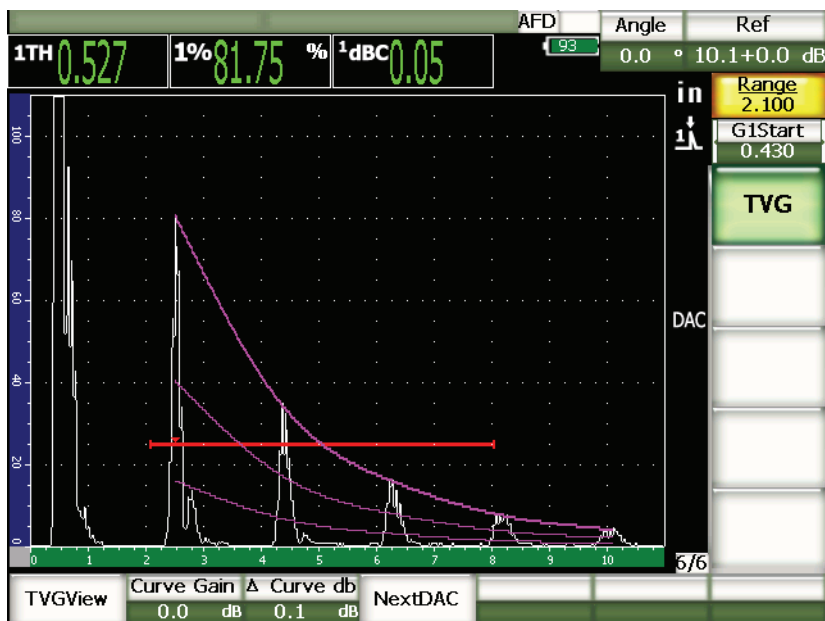 AFD
Angle
Ref
93
0.0 °
10.1+0.0 dB
1TH 0.527
1% 81.75 %
1dBC 0.05
in
Range
2.100
1
G1Start
0.430
TVG
DAC
100
80
60
40
20
0
0 1 2 3 4 5 6 7 8 9 10
6/6
TVGView
Curve Gain
0.0 dB
Δ Curve db
0.1 dB
NextDAC